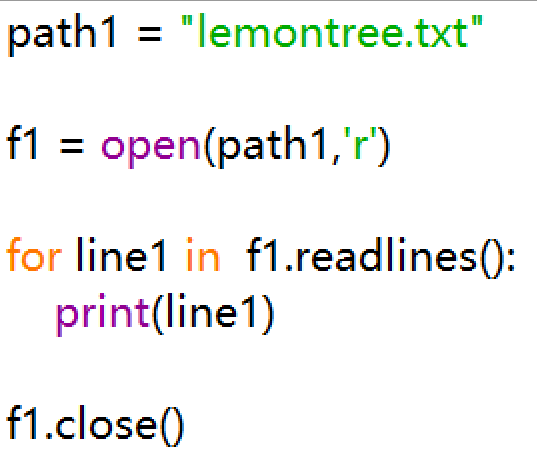 path1 = "lemontree.txt"
f1 = open(path1,'r')
for line1 in  f1.readlines():
    print(line1)
f1.close()